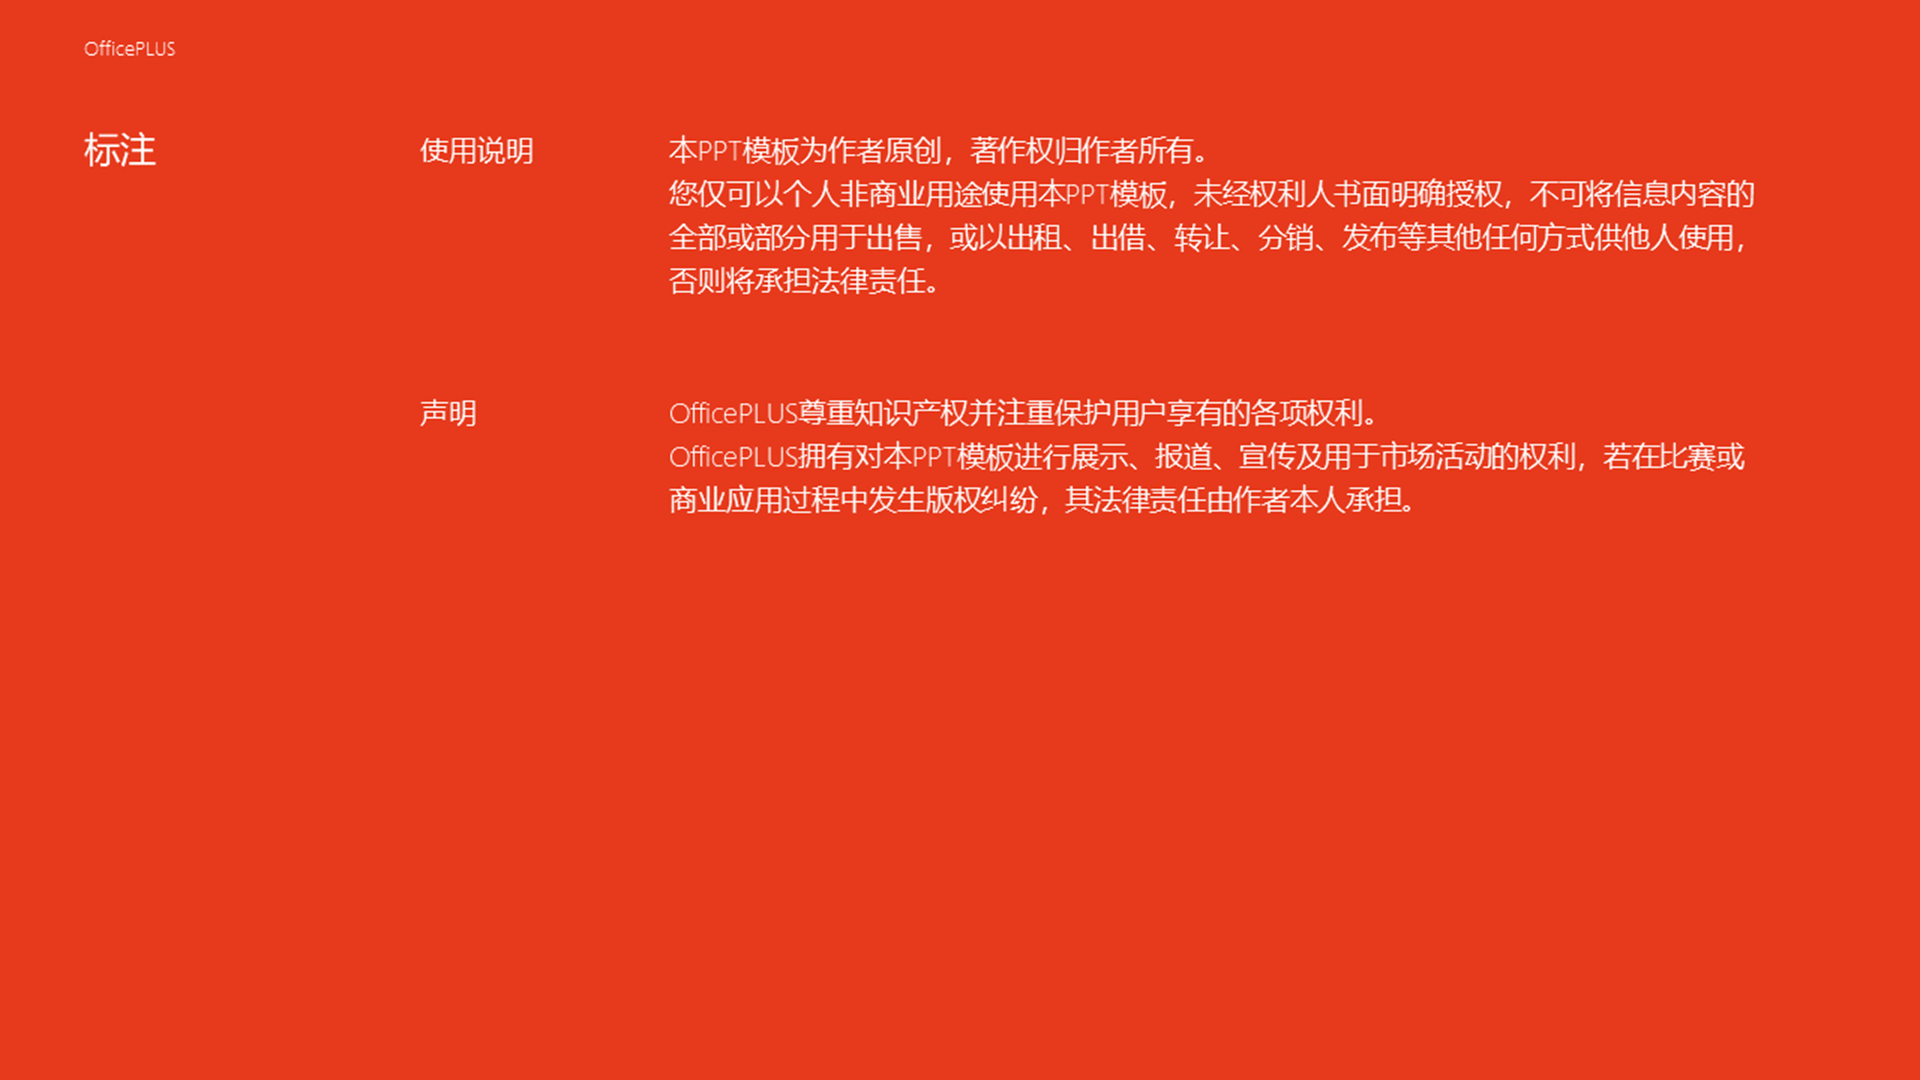 OfficePLUS
标注
使用说明
本PPT模板为作者原创，著作权归作者所有。
您仅可以个人非商业用途使用本PPT模板，未经权利人书面明确授权，不可将信息内容的
全部或部分用于出售，或以出租、出借、转让、分销、发布等其他任何方式供他人使用，
否则将承担法律责任。
声明
OfficePLUS尊重知识产权并注重保护用户享有的各项权利。
OfficePLUS拥有对本PPT模板进行展示、报道、宣传及用于市场活动的权利，若在比赛或
商业应用过程中发生版权纠纷，其法律责任由作者本人承担。